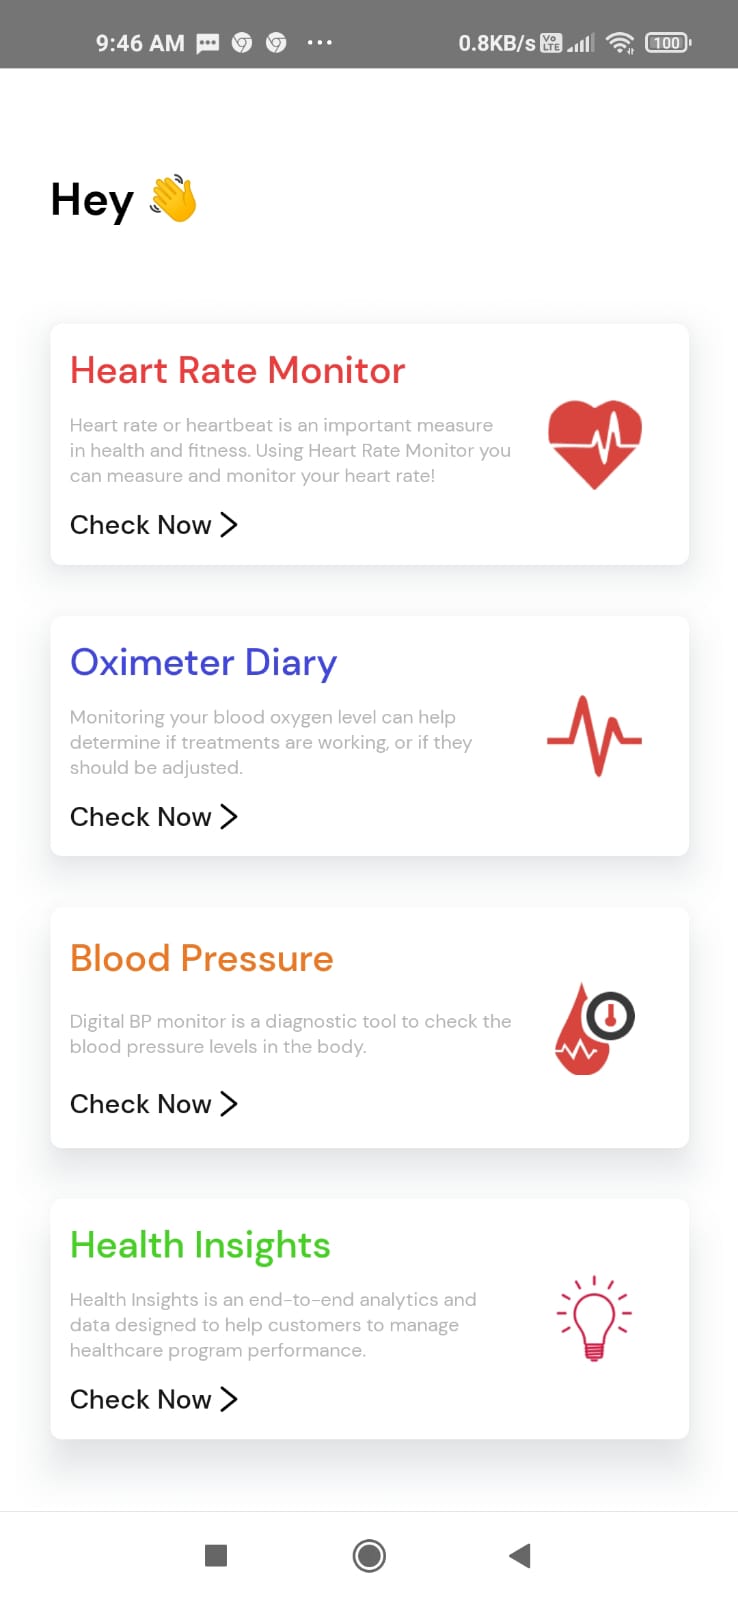 9:46 AM 0.8KB/s Vo LTE 100
Hey 👋
Heart Rate Monitor
Heart rate or heartbeat is an important measure
in health and fitness. Using Heart Rate Monitor you
can measure and monitor your heart rate!
Check Now
Oximeter Diary
Monitoring your blood oxygen level can help
determine if treatments are working, or if they
should be adjusted.
Check Now
Blood Pressure
Digital BP monitor is a diagnostic tool to check the
blood pressure levels in the body.
Check Now
Health Insights
Health Insights is an end-to-end analytics and
data designed to help customers to manage
healthcare program performance.
Check Now